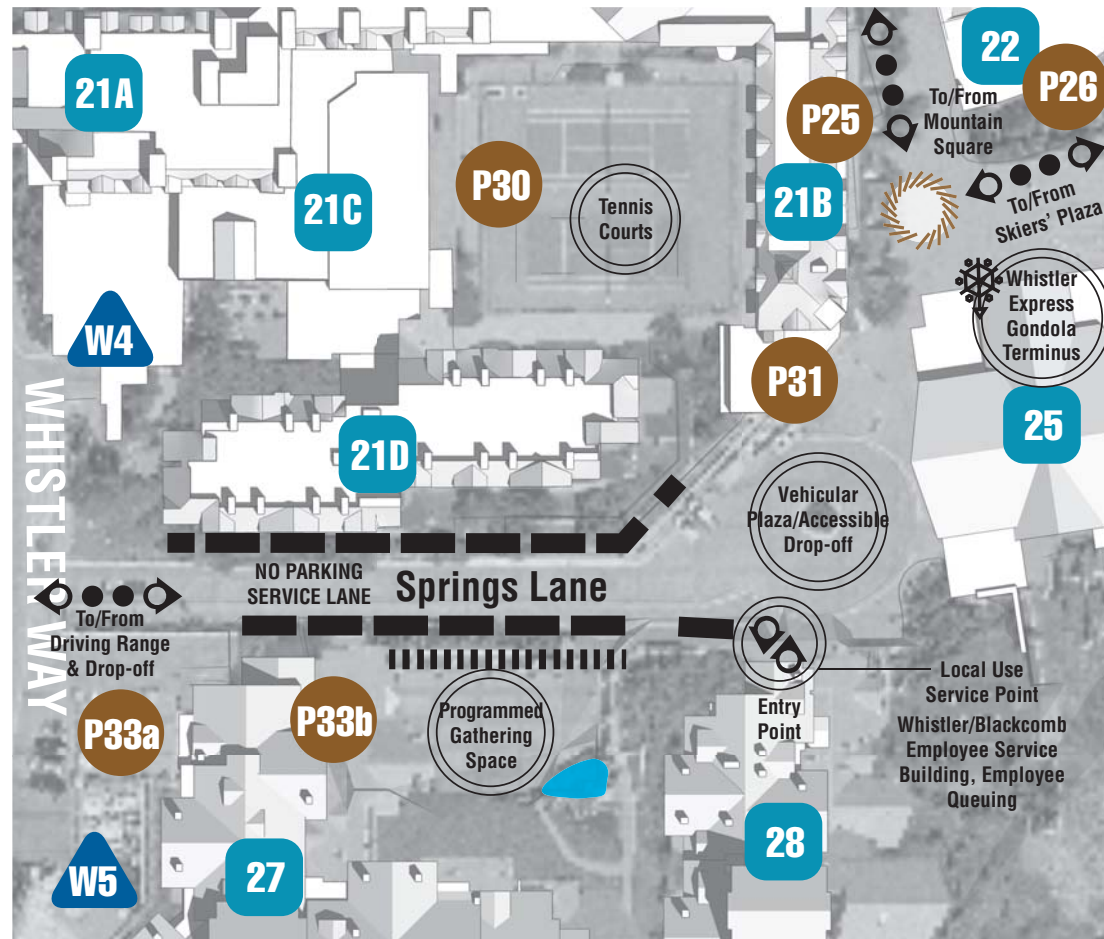 21A
22
P26
P25
To/From
Mountain
Square
P30
Tennis
Courts
21C
21B
To/From
Skiers' Plaza
Whistler
Express
Gondola
Terminus
W4
P31
25
21D
WHISTLER WAY
Vehicular
Plaza/Accessible
Drop-off
NO PARKING
SERVICE LANE
Springs Lane
To/From
Driving Range
& Drop-off
P33a
P33b
Programmed
Gathering
Space
Entry
Point
Local Use
Service Point
Whistler/Blackcomb
Employee Service
Building, Employee
Queuing
W5
27
28